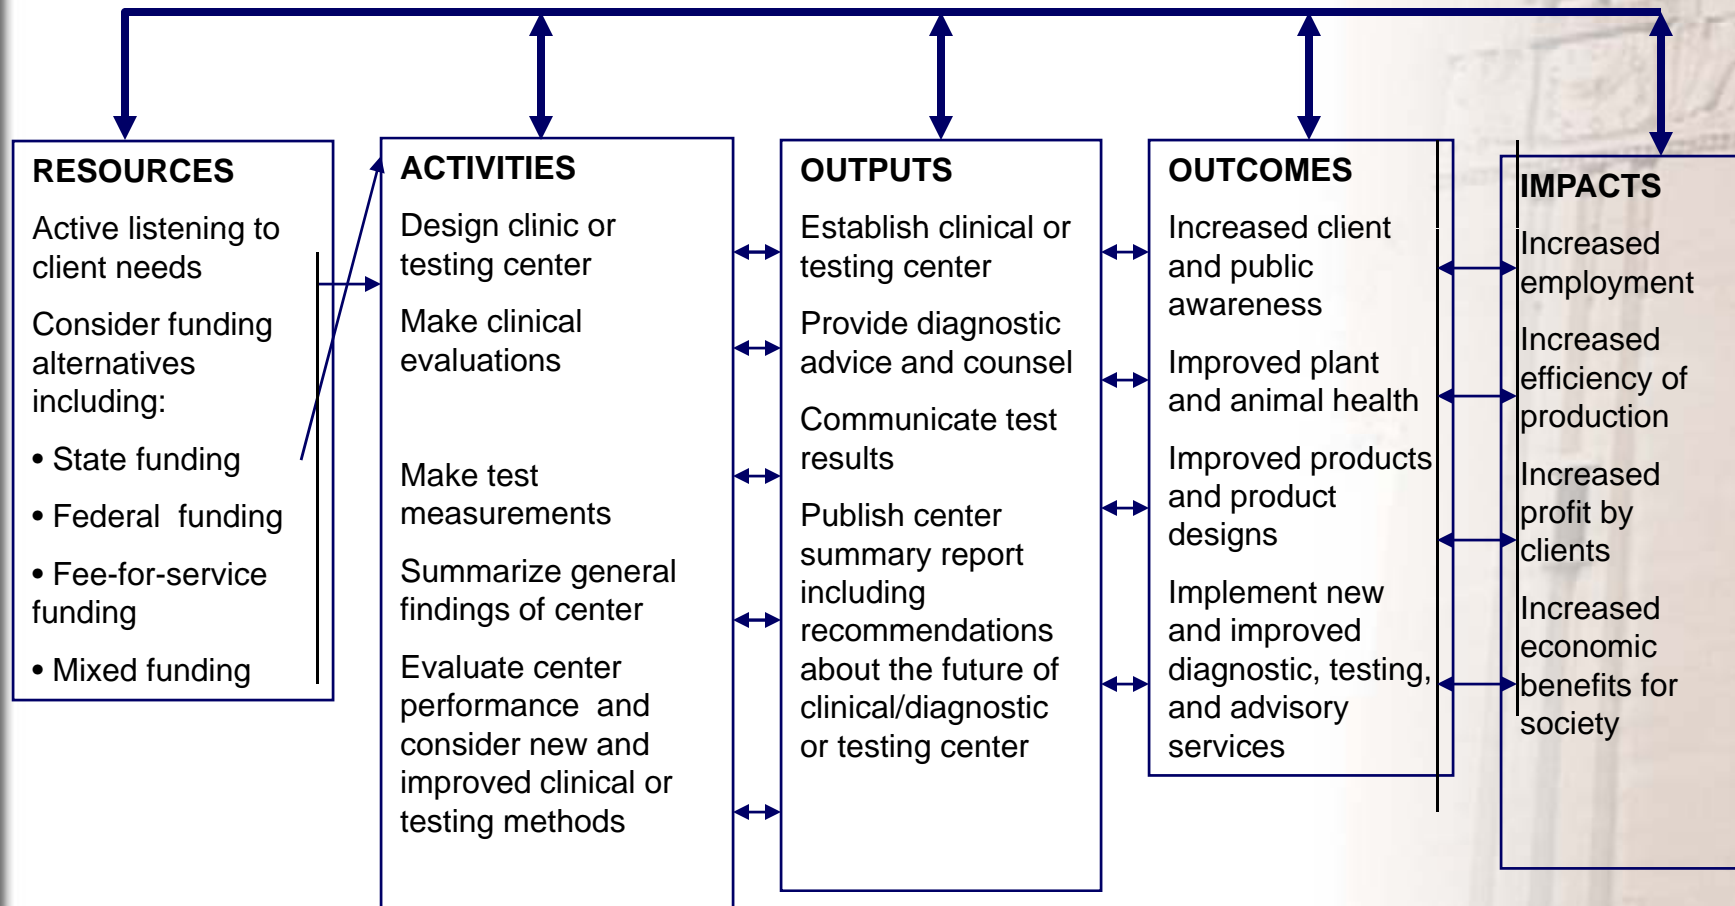 RESOURCES
Active listening to
client needs
Consider funding
alternatives
including:
• State funding
• Federal funding
• Fee-for-service
funding
• Mixed funding
ACTIVITIES
Design clinic or
testing center
Make clinical
evaluations
Make test
measurements
Summarize general
findings of center
Evaluate center
performance and
consider new and
improved clinical or
testing methods
OUTPUTS
Establish clinical or
testing center
Provide diagnostic
advice and counsel
Communicate test
results
Publish center
summary report
including
recommendations
about the future of
clinical/diagnostic
or testing center
OUTCOMES
Increased client
and public
awareness
Improved plant
and animal health
Improved products
and product
designs
Implement new
and improved
diagnostic, testing,
and advisory
services
IMPACTS
Increased
employment
Increased
efficiency of
production
Increased
profit by
clients
Increased
economic
benefits for
society